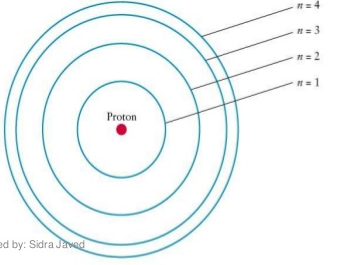 n = 4
n = 3
n = 2
n = 1
Proton
ed by: Sidra Javed